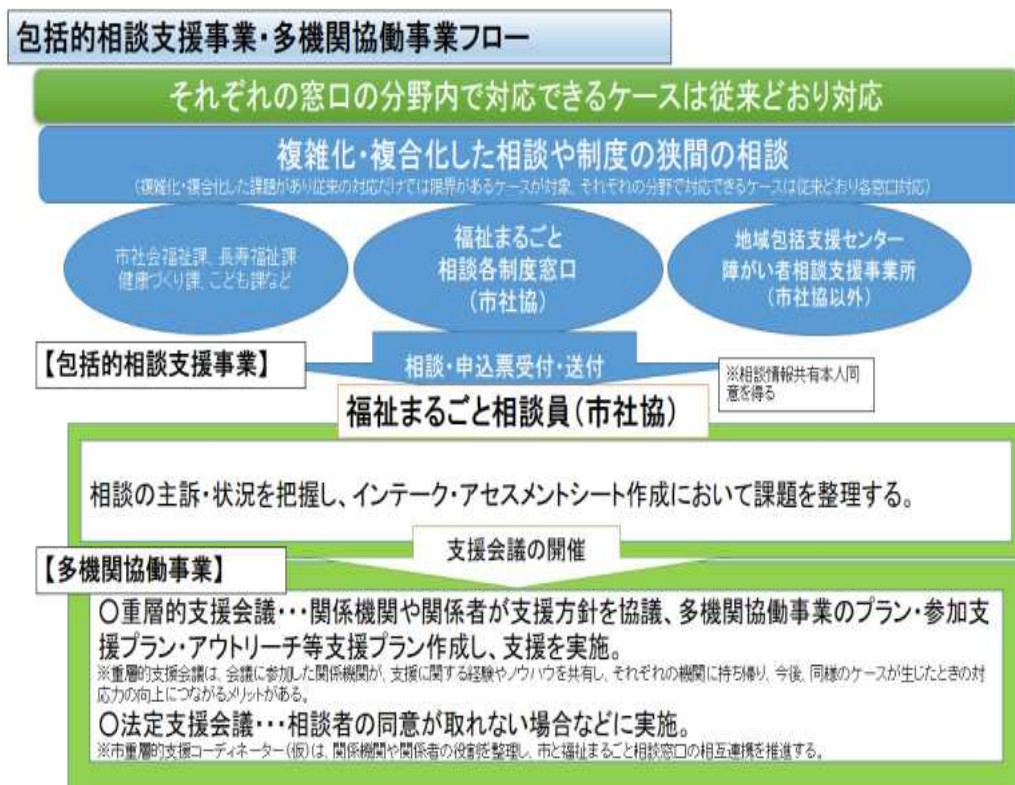 包括的相談支援事業・多機関協働事業フロー
それぞれの窓口の分野内で対応できるケースは従来どおり対応
複雑化・複合化した相談や制度の狭間の相談
(複雑化・複合化した課題があり従来の対応だけでは限界があるケースが対象、それぞれの分野で対応できるケースは従来どおり各窓口対応)
市社会福祉課、長寿福祉課
健康づくり課、こども課など
福祉まるごと
相談各制度窓口
(市社協)
地域包括支援センター
障がい者相談支援事業所
(市社協以外)
【包括的相談支援事業】
相談・申込票受付・送付
※相談情報共有本人同
意を得る
福祉まるごと相談員(市社協)
相談の主訴・状況を把握し、インテーク・アセスメントシート作成において課題を整理する。
支援会議の開催
【多機関協働事業】
〇重層的支援会議・・・関係機関や関係者が支援方針を協議、多機関協働事業のプラン・参加支
援プラン・アウトリーチ等支援プラン作成し、支援を実施。
※重層的支援会議は、会議に参加した関係機関が、支援に関する経験やノウハウを共有し、それぞれの機関に持ち帰り、今後、同様のケースが生じたときの対
応力の向上につながるメリットがある。
〇法定支援会議・・・相談者の同意が取れない場合などに実施。
※市重層的支援コーディネーター(仮)は、関係機関や関係者の役割を整理し、市と福祉まるごと相談窓口の相互連携を推進する。